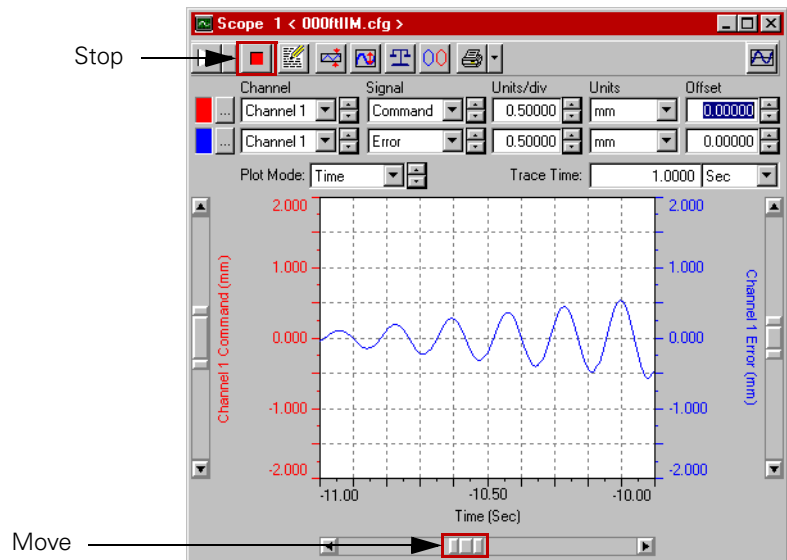 Scope 1 < 000ftIIM.cfg >
Stop
Channel Signal Units/div Units Offset
... Channel 1 Command 0.50000 mm 0.00000
... Channel 1 Error 0.50000 mm 0.00000
Plot Mode: Time Trace Time: 1.0000 Sec
2.000 2.000
1.000 1.000
0.000 0.000
-1.000 -1.000
-2.000 -2.000
Channel 1 Command (mm)
Channel 1 Error (mm)
-11.00 -10.50 -10.00
Time (Sec)
Move